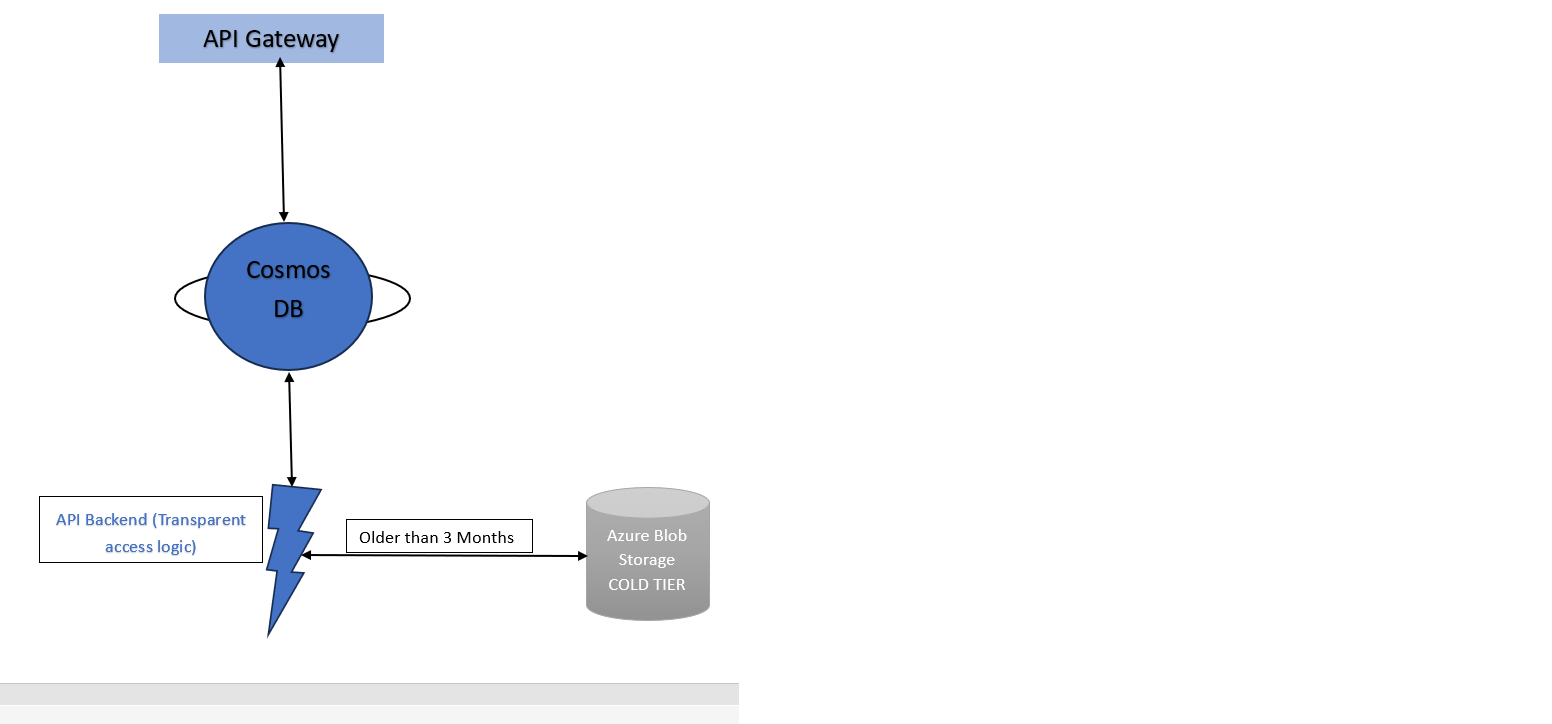 API Gateway
Cosmos
DB
API Backend (Transparent
access logic)
Older than 3 Months
Azure Blob
Storage
COLD TIER